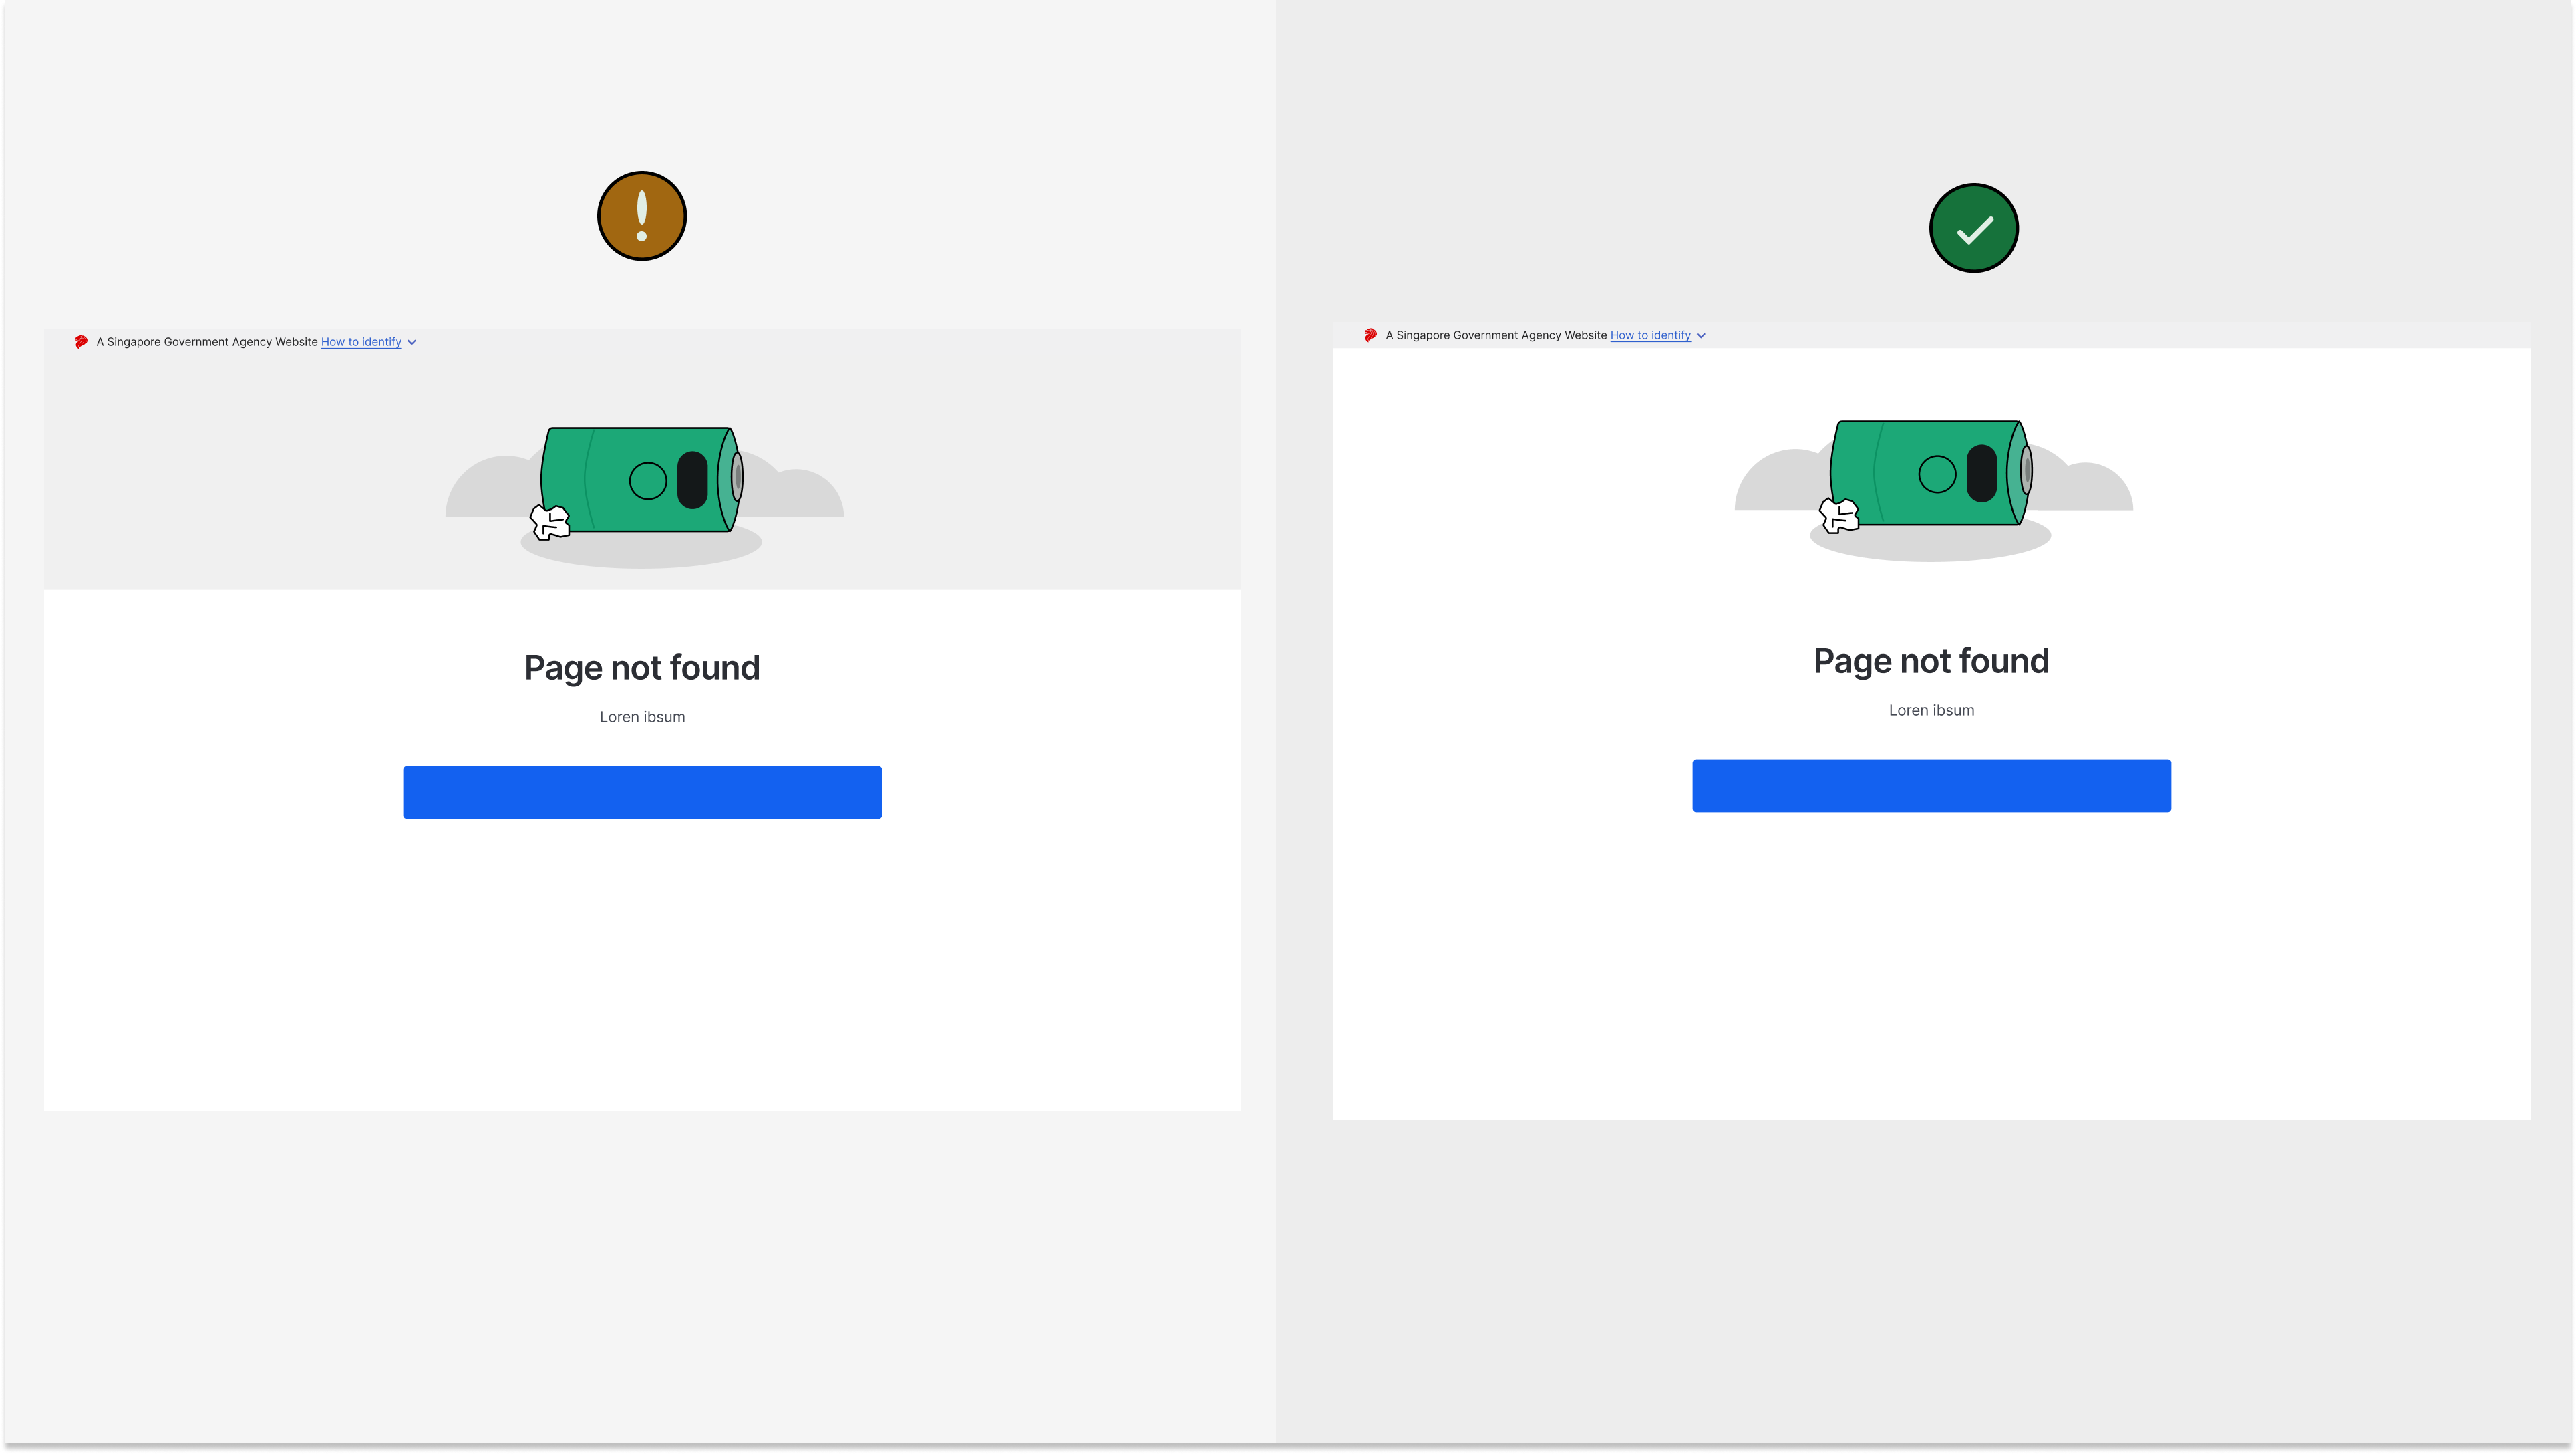 A Singapore Government Agency Website How to identify
Page not found
Loren ibsum
A Singapore Government Agency Website How to identify
Page not found
Loren ibsum